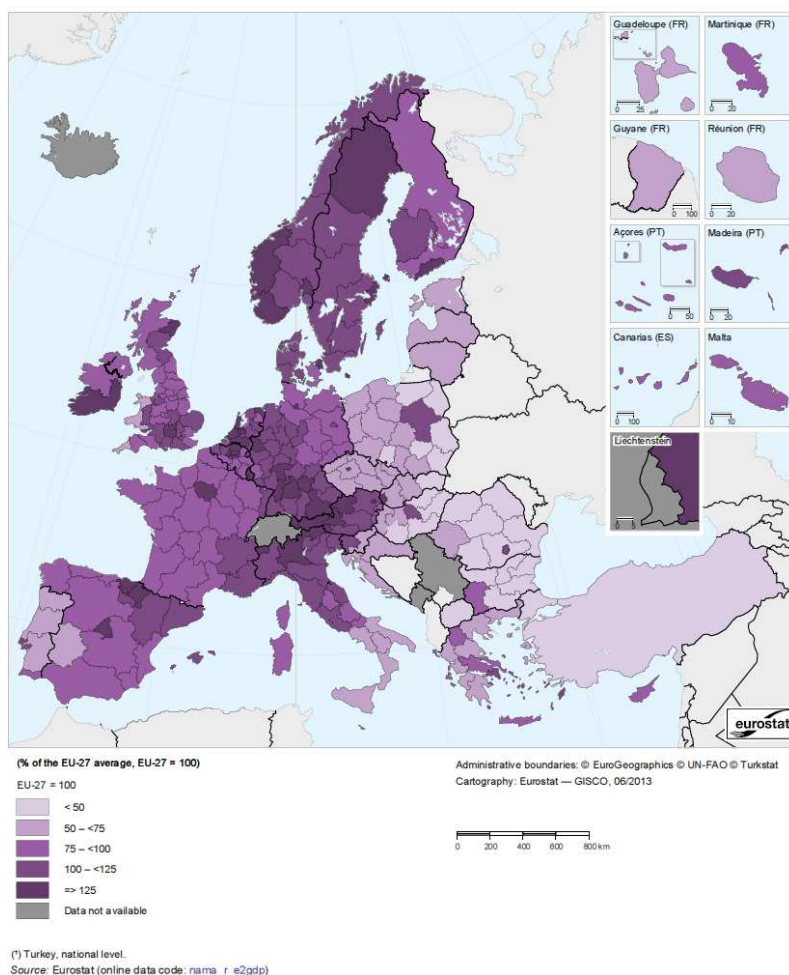 Guadeloupe (FR)
Martinique (FR)
0 25
0 20
Guyane (FR)
Réunion (FR)
0 100
0 20
Açores (PT)
Madeira (PT)
0 50
0 20
Canarias (ES)
Malta
0 100
0 10
Liechtenstein
0 5
eurostat
(% of the EU-27 average, EU-27 = 100)
EU-27 = 100
< 50
50 – <75
75 – <100
100 – <125
=> 125
Data not available
Administrative boundaries: © EuroGeographics © UN-FAO © Turkstat
Cartography: Eurostat — GISCO, 06/2013
0 200 400 600 800 km
(¹) Turkey, national level.
Source: Eurostat (online data code: nama_r_e2gdp)